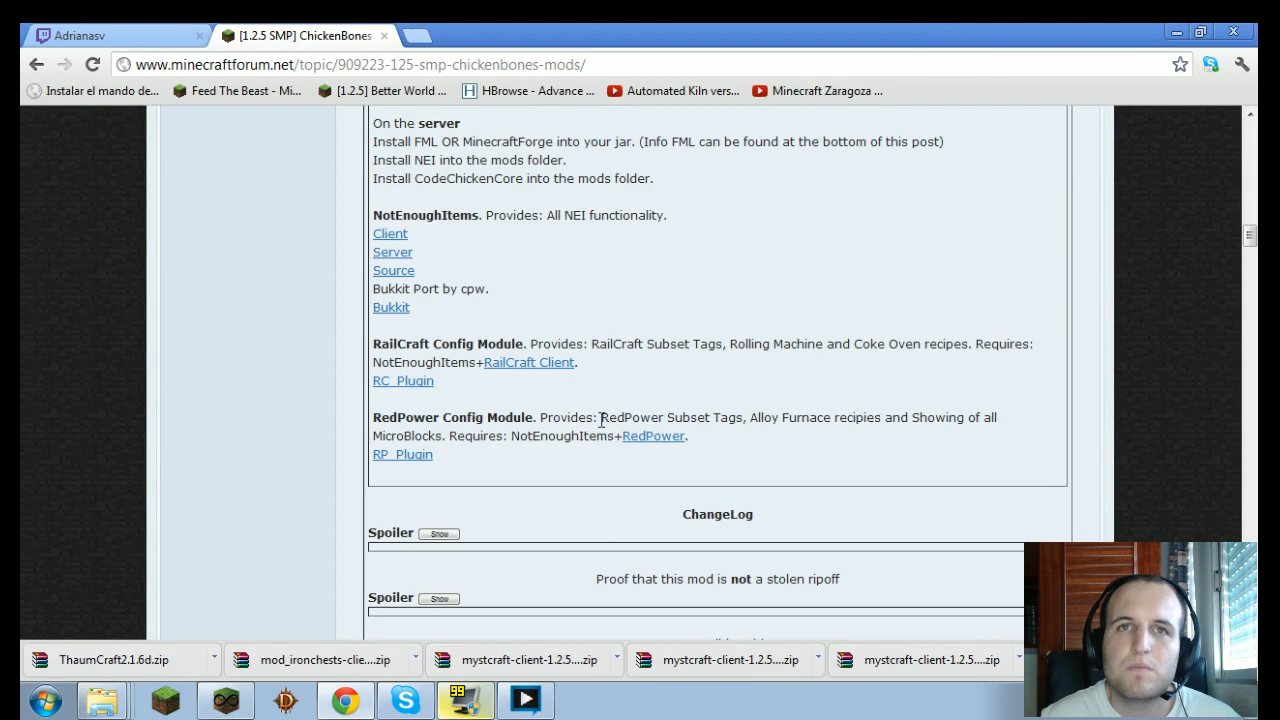 Adrianasv
[1.2.5 SMP] ChickenBones
www.minecraftforum.net/topic/909223-125-smp-chickenbones-mods/
Instalar el mando de...
Feed The Beast - Mi...
[1.2.5] Better World ...
HBrowse - Advance ...
Automated Kiln vers...
Minecraft Zaragoza ...
On the server
Install FML OR MinecraftForge into your jar. (Info FML can be found at the bottom of this post)
Install NEI into the mods folder.
Install CodeChickenCore into the mods folder.
NotEnoughItems. Provides: All NEI functionality.
Client
Server
Source
Bukkit Port by cpw.
Bukkit
RailCraft Config Module. Provides: RailCraft Subset Tags, Rolling Machine and Coke Oven recipes. Requires:
NotEnoughItems+RailCraft Client.
RC_Plugin
RedPower Config Module. Provides: RedPower Subset Tags, Alloy Furnace recipies and Showing of all
MicroBlocks. Requires: NotEnoughItems+RedPower.
RP_Plugin
ChangeLog
Spoiler Show
Proof that this mod is not a stolen ripoff
Spoiler Show
ThaumCraft2.1.6d.zip
mod_ironchests-clie....zip
mystcraft-client-1.2.5....zip
mystcraft-client-1.2.5....zip
mystcraft-client-1.2.5....zip
99